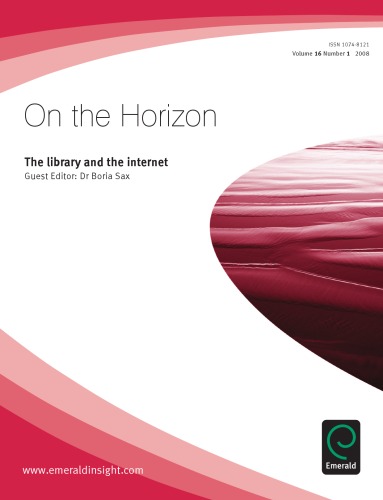 ISSN 1074-8121
Volume 16 Number 1 2008
On the Horizon
The library and the internet
Guest Editor: Dr Boria Sax
Emerald
www.emeraldinsight.com